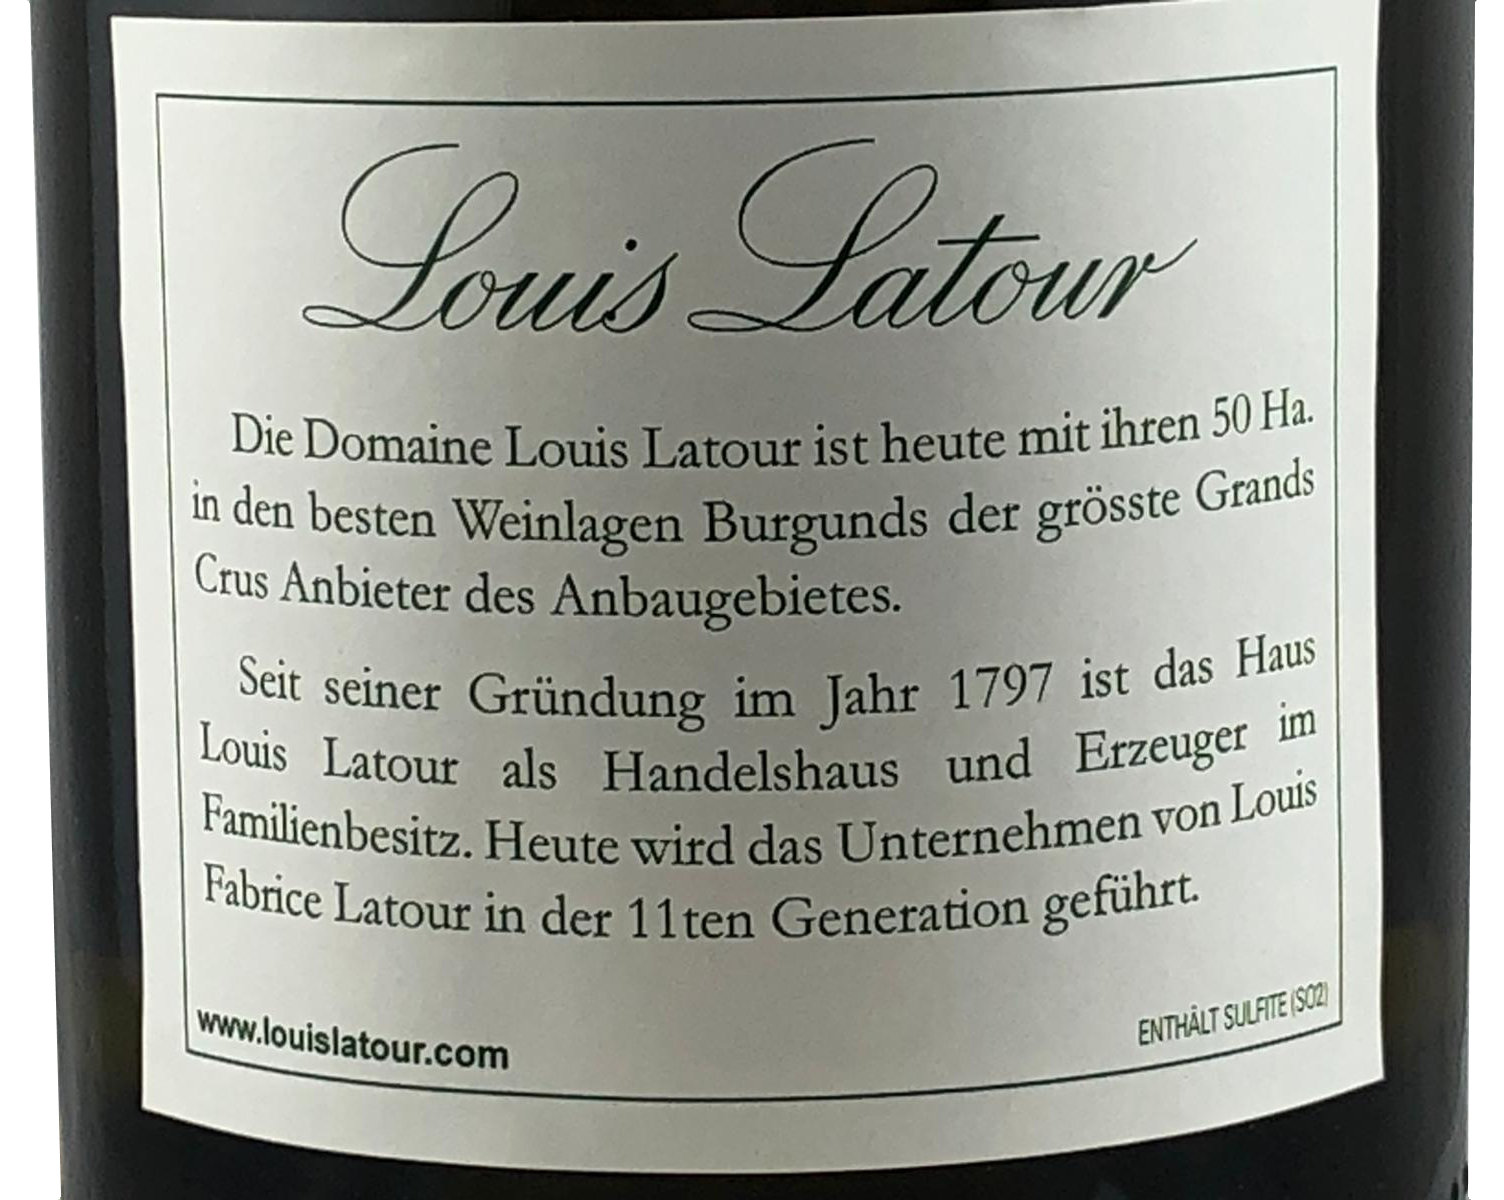 Louis Latour
Die Domaine Louis Latour ist heute mit ihren 50 Ha.
in den besten Weinlagen Burgunds der grösste Grands
Crus Anbieter des Anbaugebietes.
Seit seiner Gründung im Jahr 1797 ist das Haus
Louis Latour als Handelshaus und Erzeuger im
Familienbesitz. Heute wird das Unternehmen von Louis
Fabrice Latour in der 11ten Generation geführt.
www.louislatour.com
ENTHÄLT SULFITE (SO2)